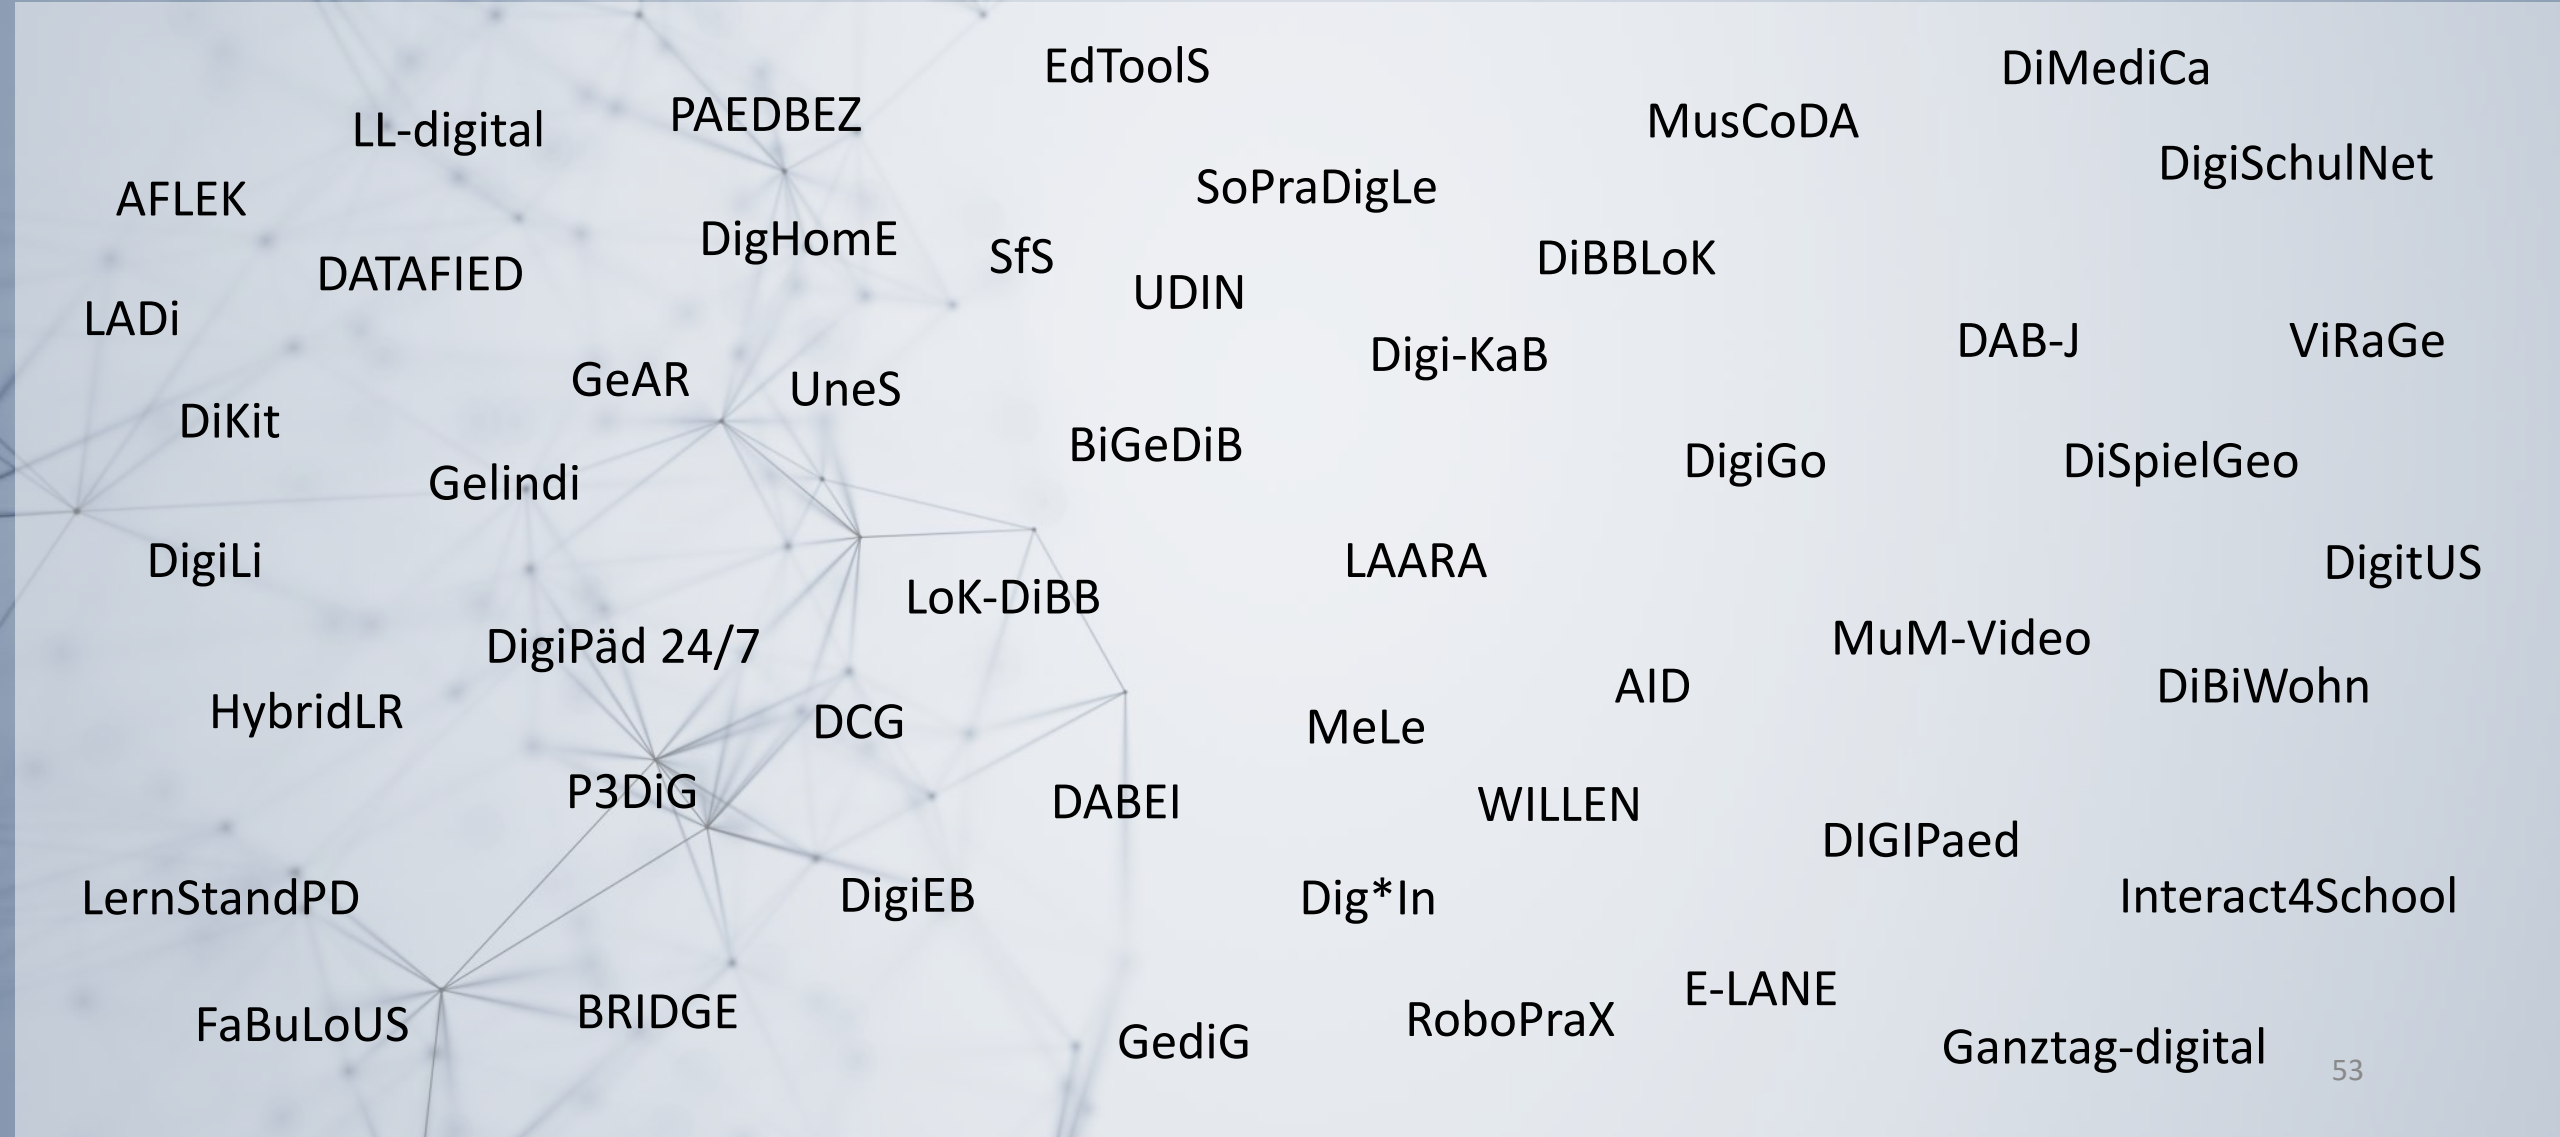 EdToolS
DiMediCa
PAEDBEZ
MusCoDA
LL-digital
DigiSchulNet
SoPraDigLe
AFLEK
DigHomE
SfS
DiBBLoK
DATAFIED
UDIN
LADi
DAB-J
ViRaGe
Digi-KaB
GeAR
UneS
DiKit
BiGeDiB
DigiGo
DiSpielGeo
Gelindi
DigiLi
LAARA
DigitUS
LoK-DiBB
MuM-Video
DigiPäd 24/7
AID
DiBiWohn
HybridLR
DCG
MeLe
P3DiG
DABEI
WILLEN
DIGIPaed
LernStandPD
DigiEB
Dig*In
Interact4School
E-LANE
BRIDGE
RoboPraX
FaBuLoUS
GediG
Ganztag-digital
53